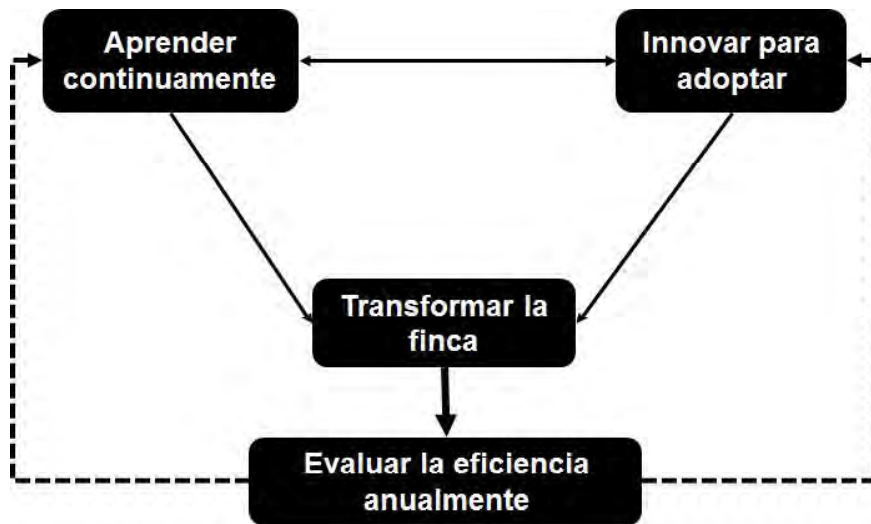 Aprender
continuamente
Innovar para
adoptar
Transformar la
finca
Evaluar la eficiencia
anualmente